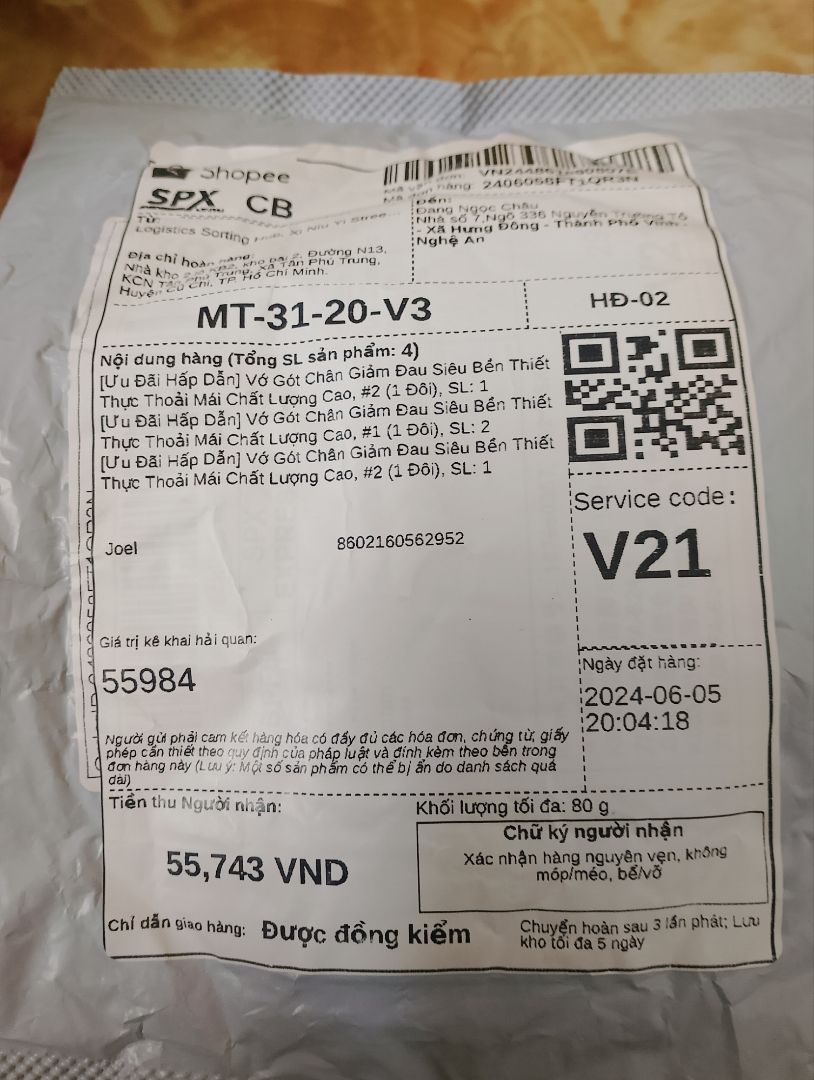 Shopee
SPX CB
Mã đơn hàng: 240605
Từ:
Logistics Sorting
Địa chỉ hoàn hàng:
Nhà kho Đường N13,
KCN Phú Trung, Xã Tân Phú Trung,
Huyện Củ Chi, TP. Hồ Chí Minh.
Đến:
Đang Ngọc Châu
Nhà số 7,Ngõ 336 Nguyễn Trường Tộ
- Xã Hưng Đông - Thành Phố Vinh -
Nghệ An
MT-31-20-V3
HĐ-02
Nội dung hàng (Tổng SL sản phẩm: 4)
[Ưu Đãi Hấp Dẫn] Vớ Gót Chân Giảm Đau Siêu Bền Thiết
Thực Thoải Mái Chất Lượng Cao, #2 (1 Đôi), SL: 1
[Ưu Đãi Hấp Dẫn] Vớ Gót Chân Giảm Đau Siêu Bền Thiết
Thực Thoải Mái Chất Lượng Cao, #1 (1 Đôi), SL: 2
[Ưu Đãi Hấp Dẫn] Vớ Gót Chân Giảm Đau Siêu Bền Thiết
Thực Thoải Mái Chất Lượng Cao, #2 (1 Đôi), SL: 1
Joel 8602160562952
Service code:
V21
Giá trị kê khai hải quan:
55984
Ngày đặt hàng:
2024-06-05
20:04:18
Người gửi phải cam kết hàng hóa có đầy đủ các hóa đơn, chứng từ, giấy
phép cần thiết theo quy định của pháp luật và đính kèm theo bên trong
đơn hàng này (Lưu ý: Một số sản phẩm có thể bị ẩn do danh sách quá
dài)
Tiền thu Người nhận:
55,743 VND
Khối lượng tối đa: 80 g
Chữ ký người nhận
Xác nhận hàng nguyên vẹn, không
móp/méo, bể/vỡ
Chỉ dẫn giao hàng: Được đồng kiểm
Chuyển hoàn sau 3 lần phát; Lưu
kho tối đa 5 ngày